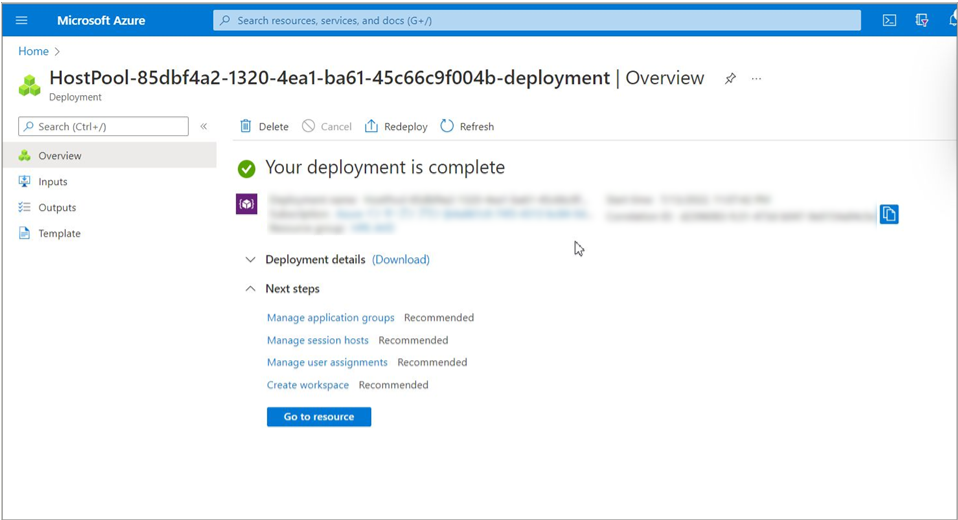 Microsoft Azure
Search resources, services, and docs (G+/)
Home >
HostPool-85dbf4a2-1320-4ea1-ba61-45c66c9f004b-deployment | Overview
Deployment
Search (Ctrl+/)
Delete Cancel Redeploy Refresh
Overview
Inputs
Outputs
Template
Your deployment is complete
Deployment details (Download)
Next steps
Manage application groups Recommended
Manage session hosts Recommended
Manage user assignments Recommended
Create workspace Recommended
Go to resource